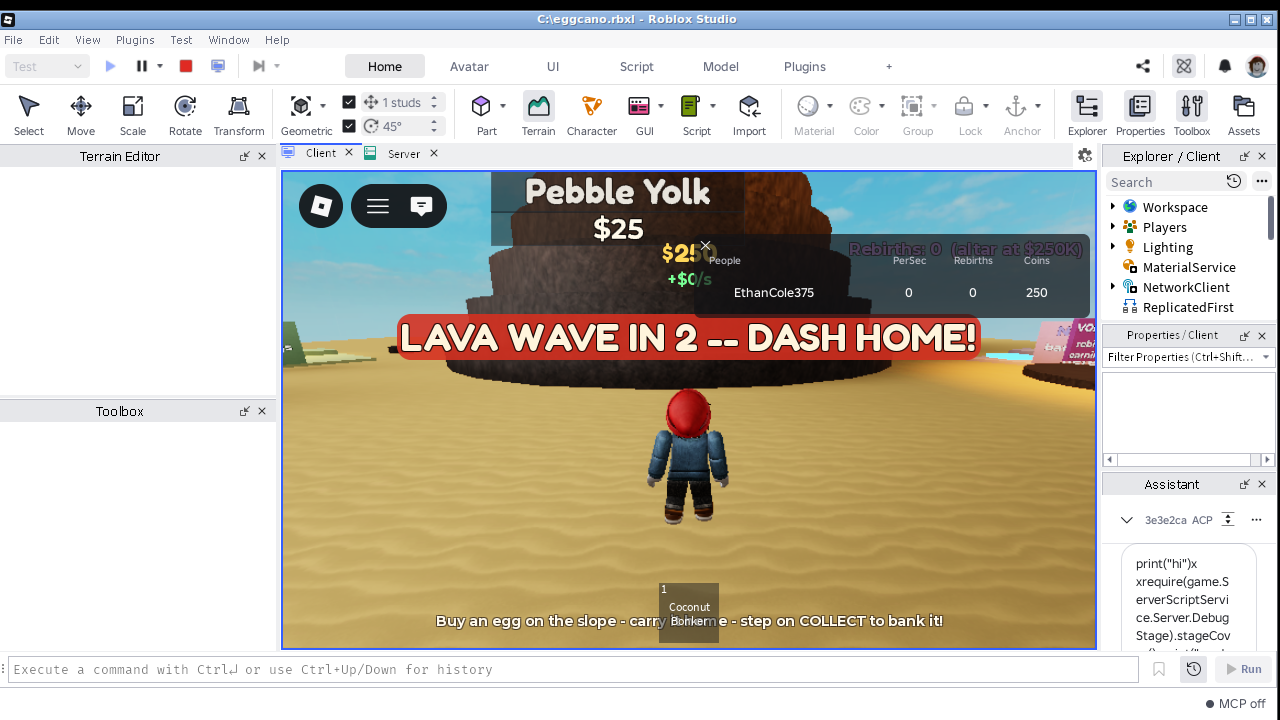 C:\eggcano.rbxl - Roblox Studio
File Edit View Plugins Test Window Help
Test
Home Avatar UI Script Model Plugins +
Select Move Scale Rotate Transform Geometric
1 studs
45°
Part Terrain Character GUI Script Import Material Color Group Lock Anchor Explorer Properties Toolbox Assets
Terrain Editor
Client
Server
Explorer / Client
Search
Workspace
Players
Lighting
MaterialService
NetworkClient
ReplicatedFirst
Pebble Yolk
$25
$250
+$0/s
Rebirths: 0 (altar at $250K)
People PerSec Rebirths Coins
EthanCole375 0 0 250
LAVA WAVE IN 2 -- DASH HOME!
Buy an egg on the slope - carry it home - step on COLLECT to bank it!
1
Coconut
Bonker
Toolbox
Properties / Client
Filter Properties (Ctrl+Shift...
Assistant
3e3e2ca ACP
print("hi")x
xrequire(game.S
erverScriptServi
ce.Server.Debug
Stage).stageCov
Execute a command with Ctrl↵ or use Ctrl+Up/Down for history
Run
MCP off